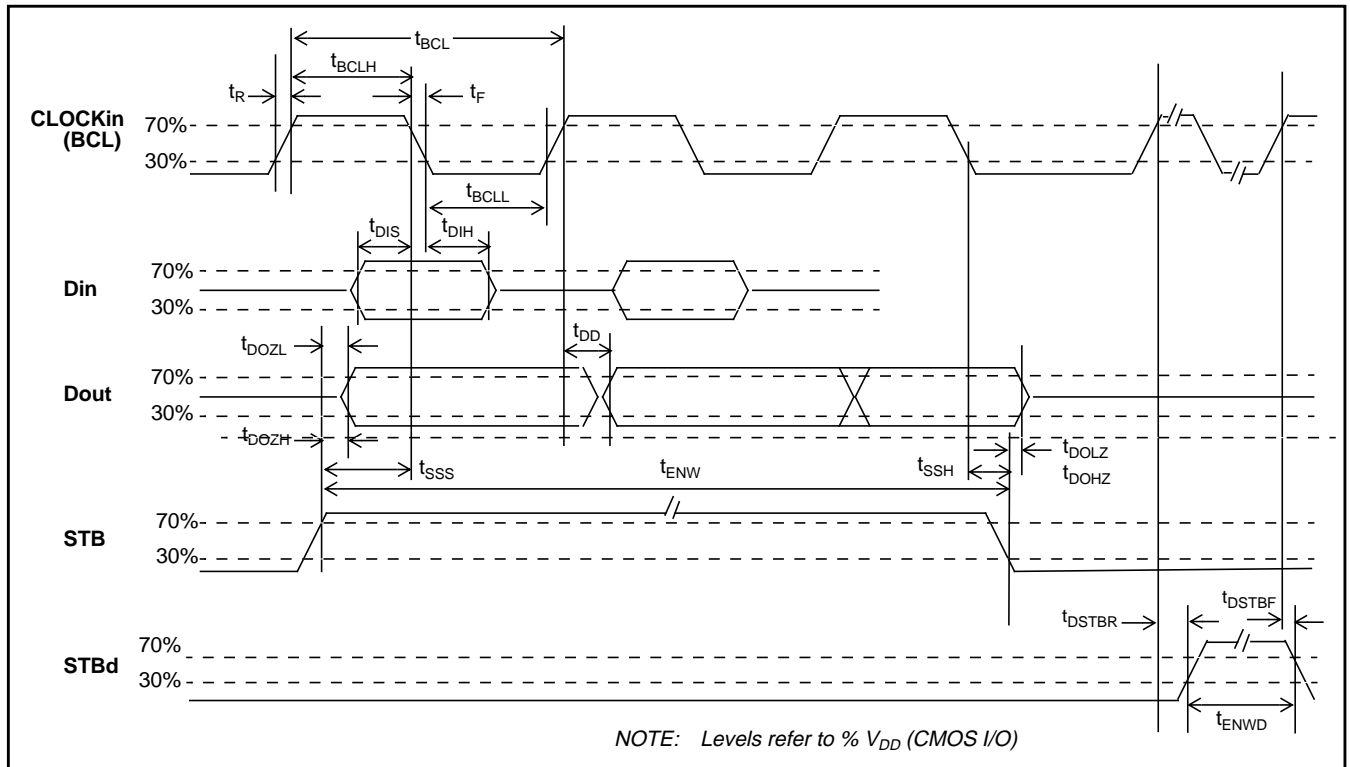 t_BCL
t_BCLH
t_R
t_F
CLOCKin
(BCL)
70%
30%
t_BCLL
t_DIS
t_DIH
Din
70%
30%
t_DOZL
t_DD
Dout
70%
30%
t_DOZH
t_SSS
t_ENW
t_SSH
t_DOLZ
t_DOHZ
STB
70%
30%
t_DSTBR
t_DSTBF
STBd
70%
30%
t_ENWD
NOTE: Levels refer to % V_DD (CMOS I/O)